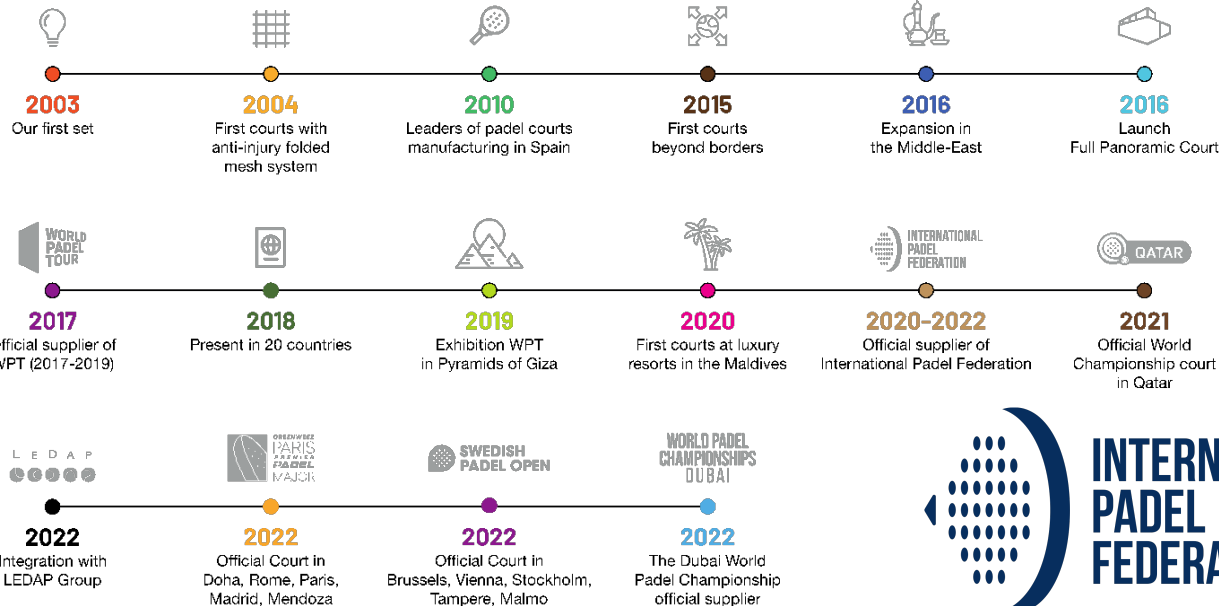 2003
Our first set
2004
First courts with
anti-injury folded
mesh system
2010
Leaders of padel courts
manufacturing in Spain
2015
First courts
beyond borders
2016
Expansion in
the Middle-East
2016
Launch
Full Panoramic Court
WORLD
PADEL
TOUR
2017
fficial supplier of
WPT (2017-2019)
2018
Present in 20 countries
2019
Exhibition WPT
in Pyramids of Giza
2020
First courts at luxury
resorts in the Maldives
INTERNATIONAL
PADEL
FEDERATION
2020-2022
Official supplier of
International Padel Federation
QATAR
2021
Official World
Championship court
in Qatar
LEDAP
2022
Integration with
LEDAP Group
GREENWEEZ
PARIS
PREMIER
PADEL
MAJOR
2022
Official Court in
Doha, Rome, Paris,
Madrid, Mendoza
SWEDISH
PADEL OPEN
2022
Official Court in
Brussels, Vienna, Stockholm,
Tampere, Malmo
WORLD PADEL
CHAMPIONSHIPS
DUBAI
2022
The Dubai World
Padel Championship
official supplier
INTERN
PADEL
FEDERA